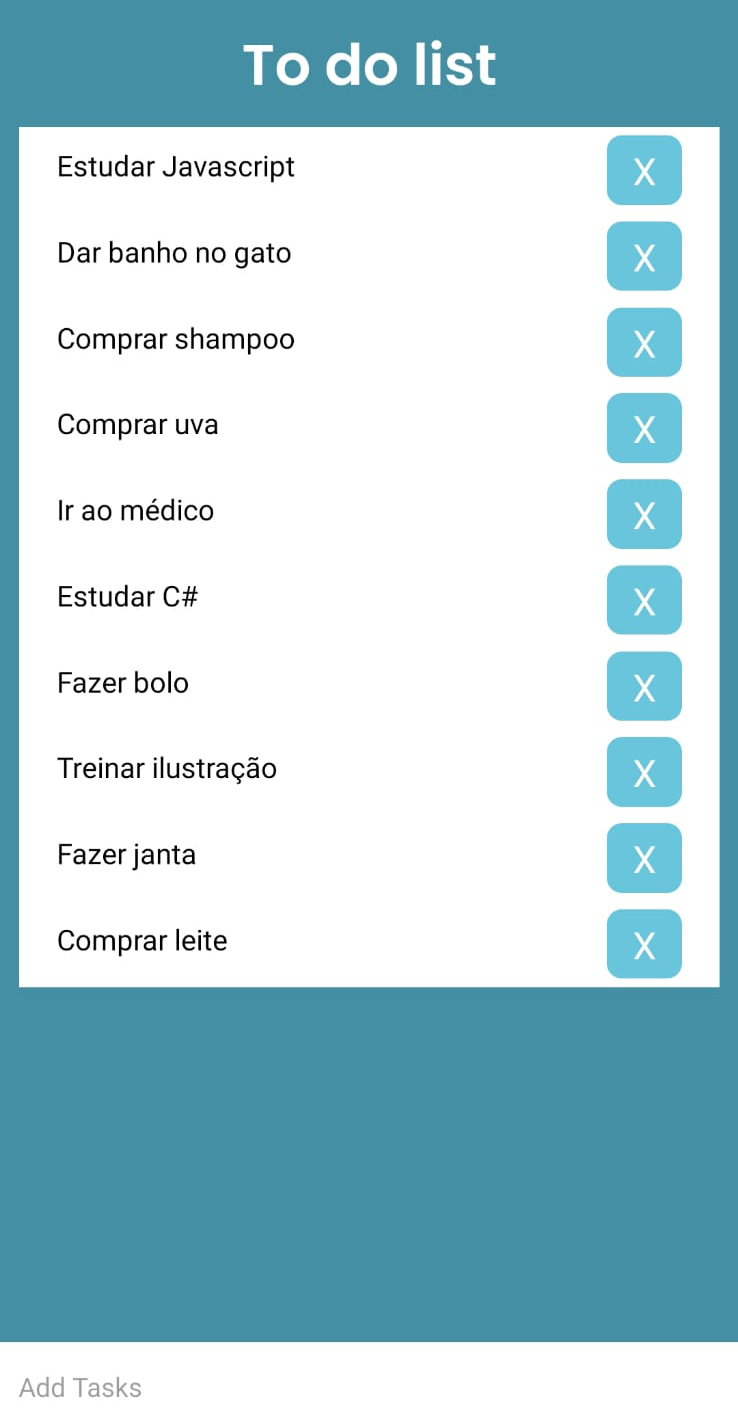 To do list
Estudar Javascript X
Dar banho no gato X
Comprar shampoo X
Comprar uva X
Ir ao médico X
Estudar C# X
Fazer bolo X
Treinar ilustração X
Fazer janta X
Comprar leite X
Add Tasks